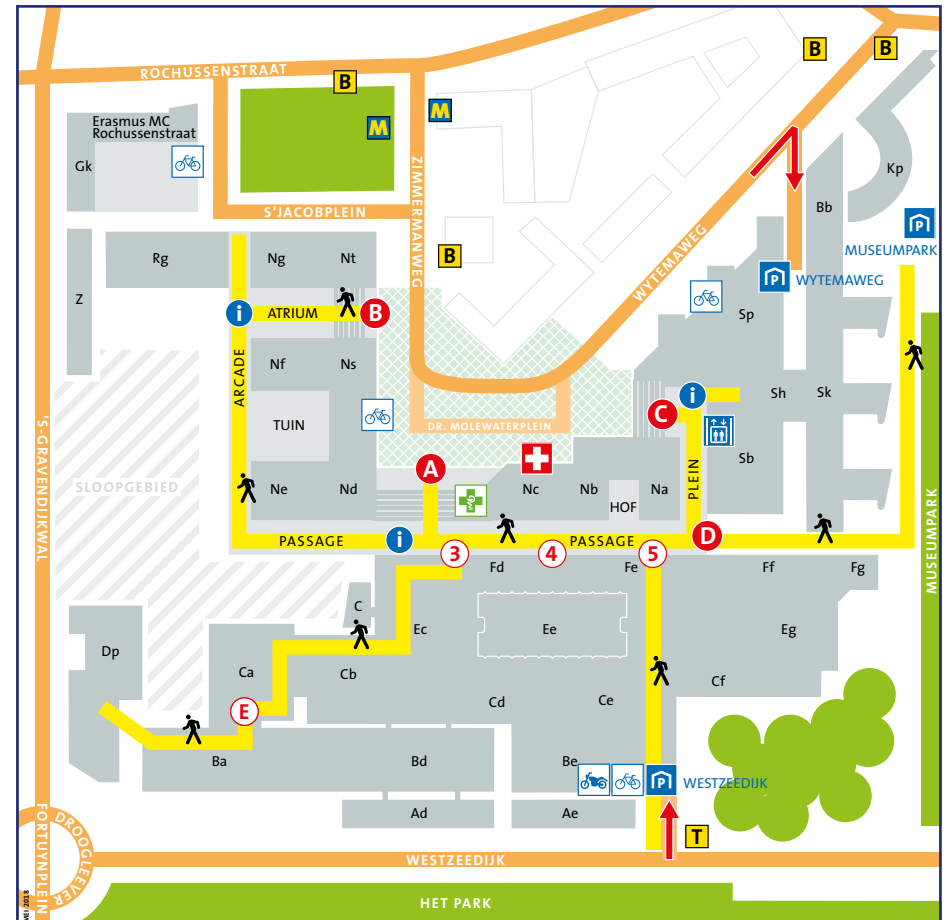 B
B
ROCHUSSENSTRAAT
B
M
M
Erasmus MC
Rochussenstraat
Gk
Kp
ZIMMERMANWEG
S'JACOBPLEIN
Bb
P
MUSEUMPARK
WYTEMAWEG
B
Rg
Ng
Nt
Z
P
WYTEMAWEG
i
ATRIUM
B
Sp
ARCADE
Nf
Ns
i
Sh
Sk
TUIN
C
DR. MOLEWATERPLEIN
'S-GRAVENDIJKWAL
A
Sb
PLEIN
SLOOPGEBIED
Ne
Nd
Nc
Nb
Na
HOF
PASSAGE
i
PASSAGE
D
3
4
5
Fd
Fe
Ff
Fg
MUSEUMPARK
C
Ec
Ee
Eg
Dp
Ca
Cb
Cf
Cd
Ce
E
Ba
Bd
Be
P
WESTZEEDIJK
Ad
Ae
T
DROOGLEEVER
FORTUYNPLEIN
WESTZEEDIJK
HET PARK
MEI 2018